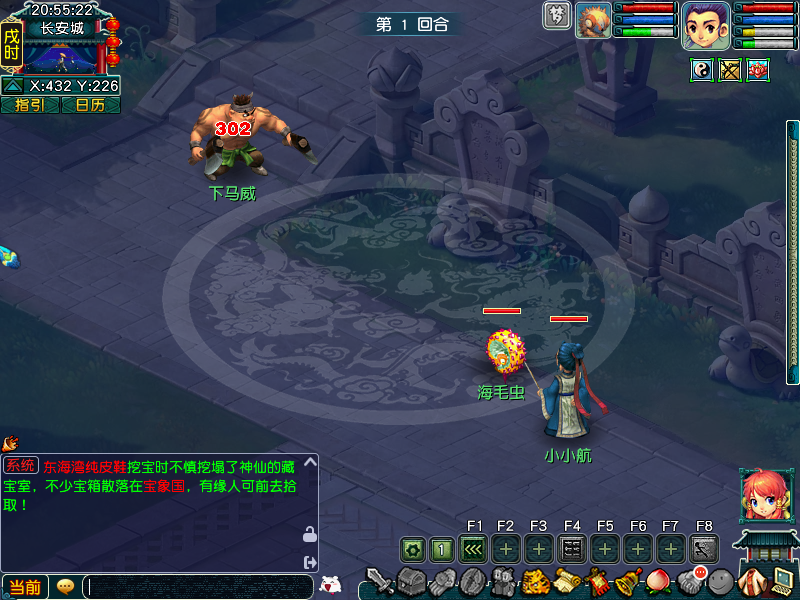 20:55:22
长安城
戌时
X:432 Y:226
指引 日历
第 1 回合
梦
302
下马威
海毛虫
小小航
系统 东海湾纯皮鞋挖宝时不慎挖塌了神仙的藏
宝室，不少宝箱散落在宝象国，有缘人可前去拾
取！
F1 F2 F3 F4 F5 F6 F7 F8
1
当前